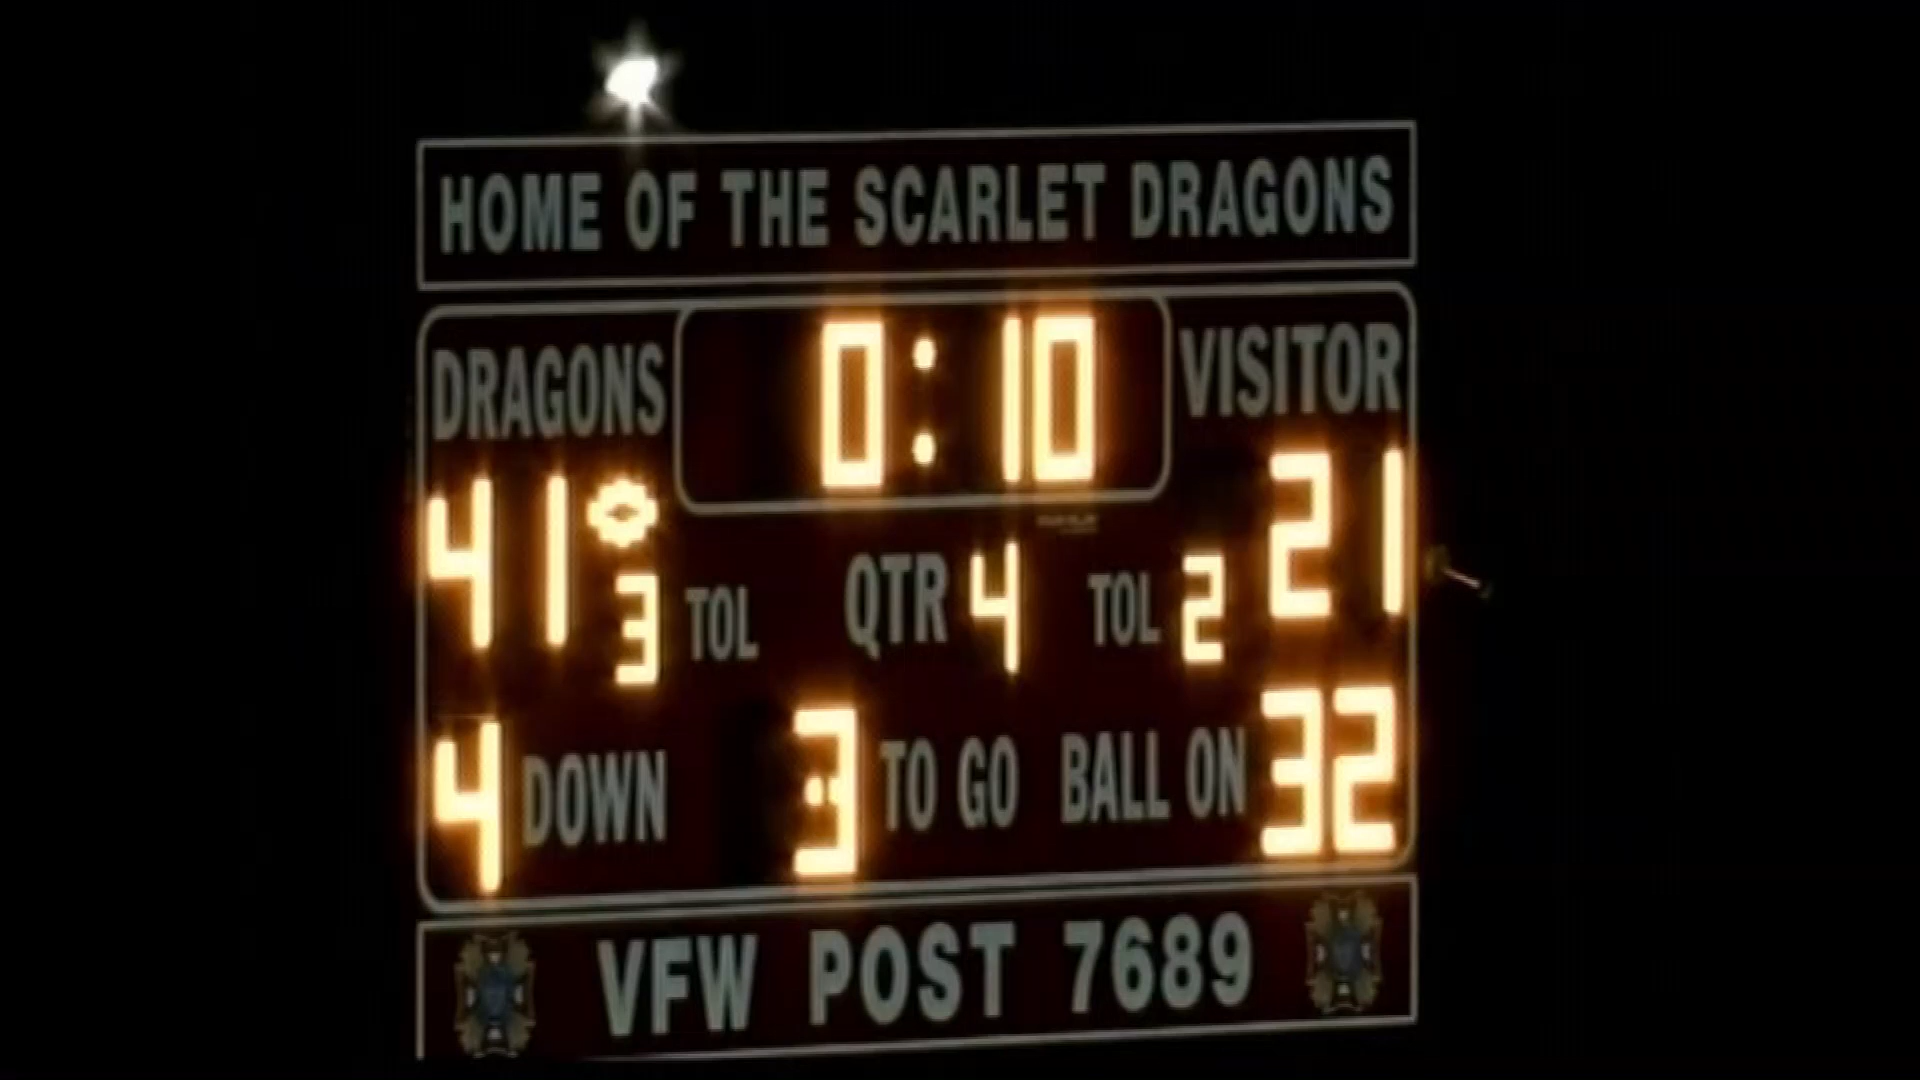 HOME OF THE SCARLET DRAGONS
DRAGONS 0:10 VISITOR
41 21
3 TOL QTR 4 TOL 2
4 DOWN 3 TO GO BALL ON 32
VFW POST 7689